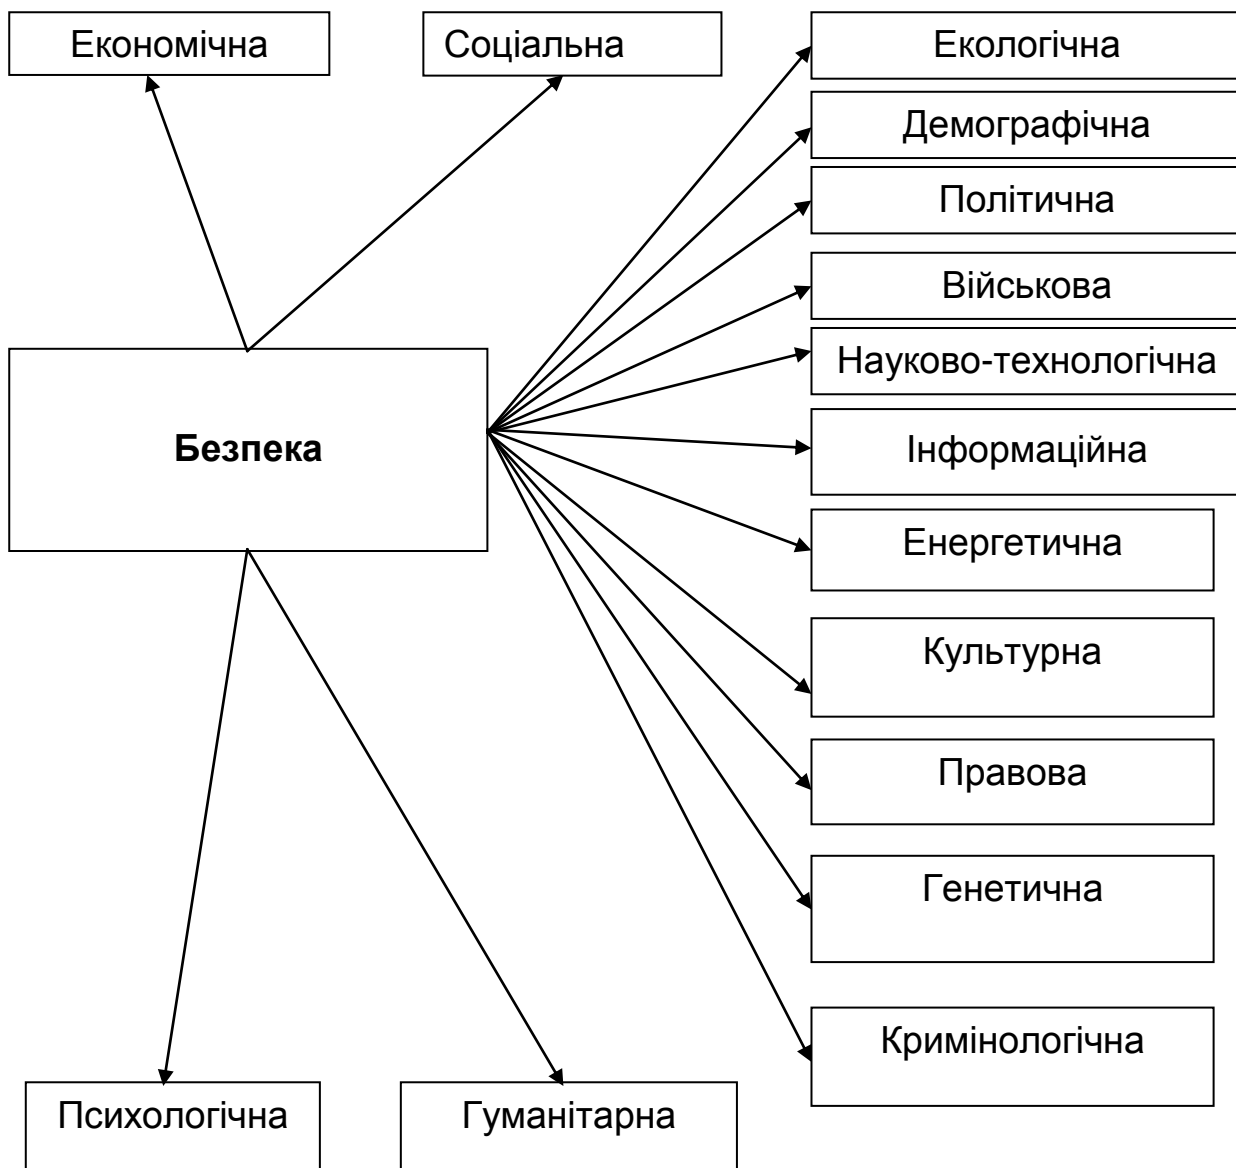 Економічна
Соціальна
Екологічна
Демографічна
Політична
Військова
Науково-технологічна
Безпека
Інформаційна
Енергетична
Культурна
Правова
Генетична
Кримінологічна
Психологічна
Гуманітарна